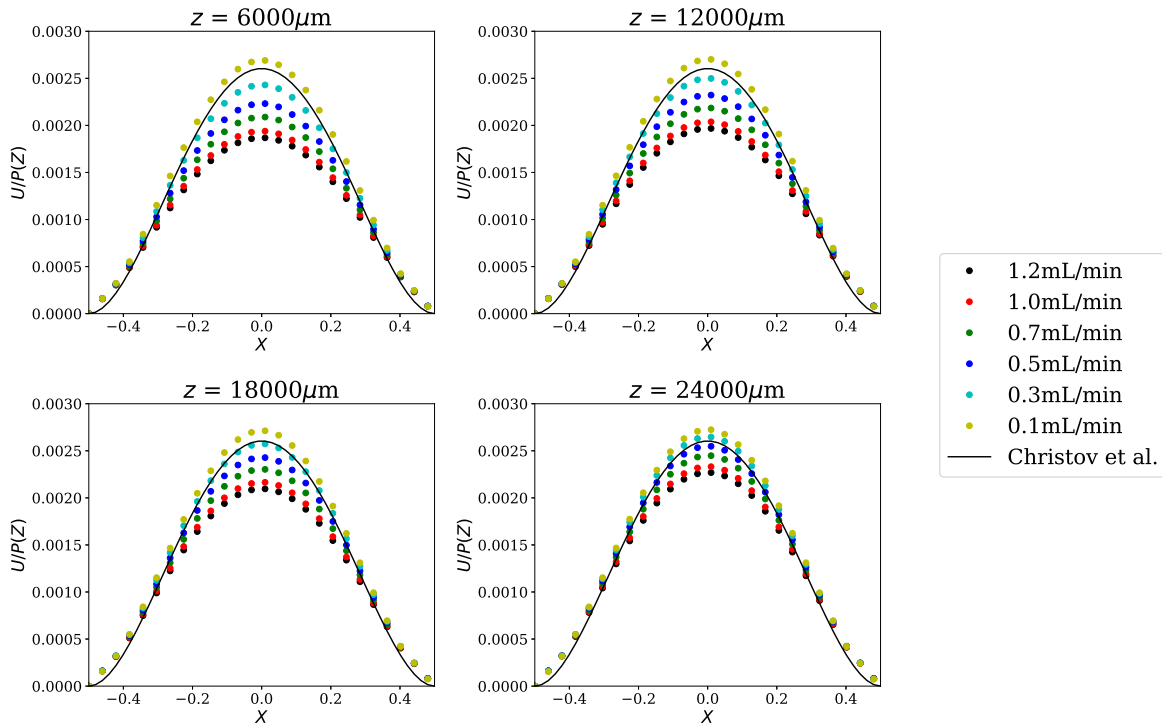 z = 6000μm
0.0030
0.0025
0.0020
0.0015
0.0010
0.0005
0.0000
U/P(Z)
−0.4 −0.2 0.0 0.2 0.4
X
z = 12000μm
0.0030
0.0025
0.0020
0.0015
0.0010
0.0005
0.0000
U/P(Z)
−0.4 −0.2 0.0 0.2 0.4
X
z = 18000μm
0.0030
0.0025
0.0020
0.0015
0.0010
0.0005
0.0000
U/P(Z)
−0.4 −0.2 0.0 0.2 0.4
X
z = 24000μm
0.0030
0.0025
0.0020
0.0015
0.0010
0.0005
0.0000
U/P(Z)
−0.4 −0.2 0.0 0.2 0.4
X
1.2mL/min
1.0mL/min
0.7mL/min
0.5mL/min
0.3mL/min
0.1mL/min
Christov et al.